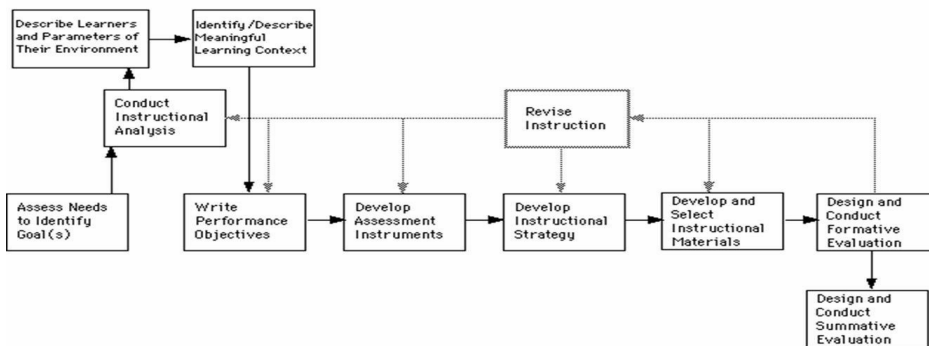 Describe Learners
and Parameters of
Their Environment
Identify/Describe
Meaningful
Learning Context
Conduct
Instructional
Analysis
Revise
Instruction
Assess Needs
to Identify
Goal(s)
Write
Performance
Objectives
Develop
Assessment
Instruments
Develop
Instructional
Strategy
Develop and
Select
Instructional
Materials
Design and
Conduct
Formative
Evaluation
Design and
Conduct
Summative
Evaluation